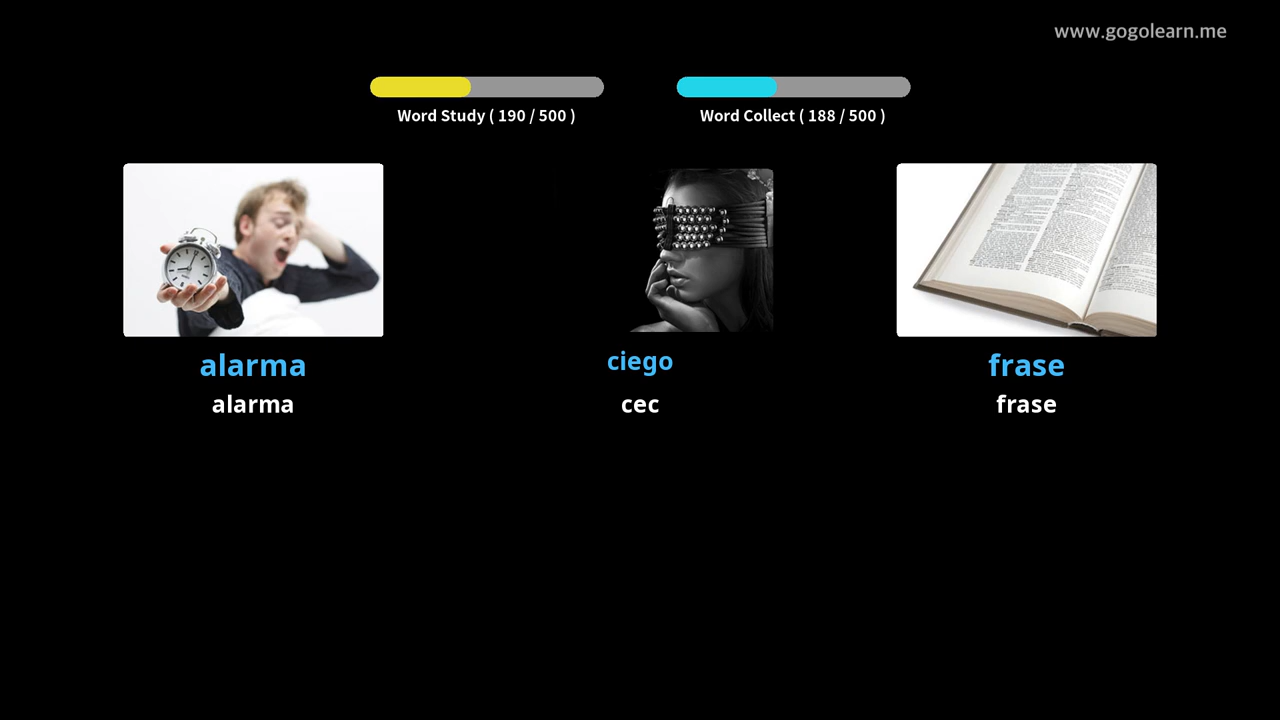 www.gogolearn.me
Word Study ( 190 / 500 )
Word Collect ( 188 / 500 )
alarma
ciego
frase
alarma
cec
frase